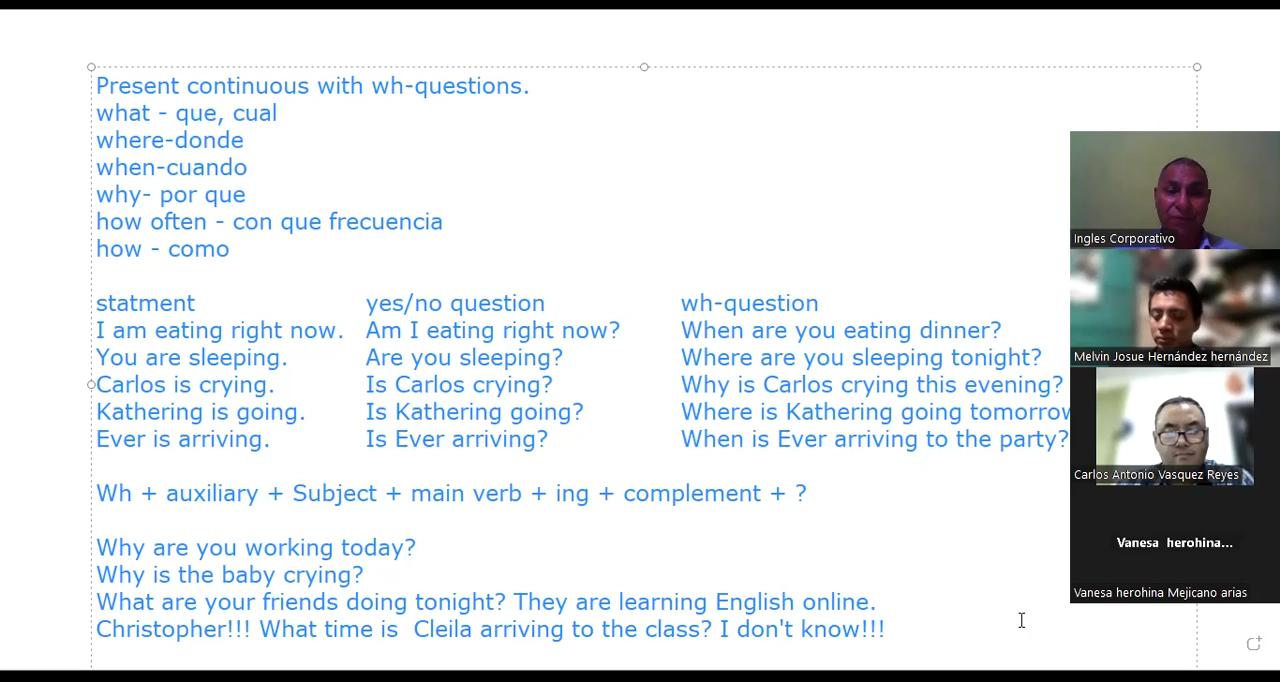 Present continuous with wh-questions.
what - que, cual
where-donde
when-cuando
why- por que
how often - con que frecuencia
how - como
statment yes/no question wh-question
I am eating right now. Am I eating right now? When are you eating dinner?
You are sleeping. Are you sleeping? Where are you sleeping tonight?
Carlos is crying. Is Carlos crying? Why is Carlos crying this evening?
Kathering is going. Is Kathering going? Where is Kathering going tomorrow
Ever is arriving. Is Ever arriving? When is Ever arriving to the party?
Wh + auxiliary + Subject + main verb + ing + complement + ?
Why are you working today?
Why is the baby crying?
What are your friends doing tonight? They are learning English online.
Christopher!!! What time is  Cleila arriving to the class? I don't know!!!
Ingles Corporativo
Melvin Josue Hernández hernández
Carlos Antonio Vasquez Reyes
Vanesa herohina...
Vanesa herohina Mejicano arias